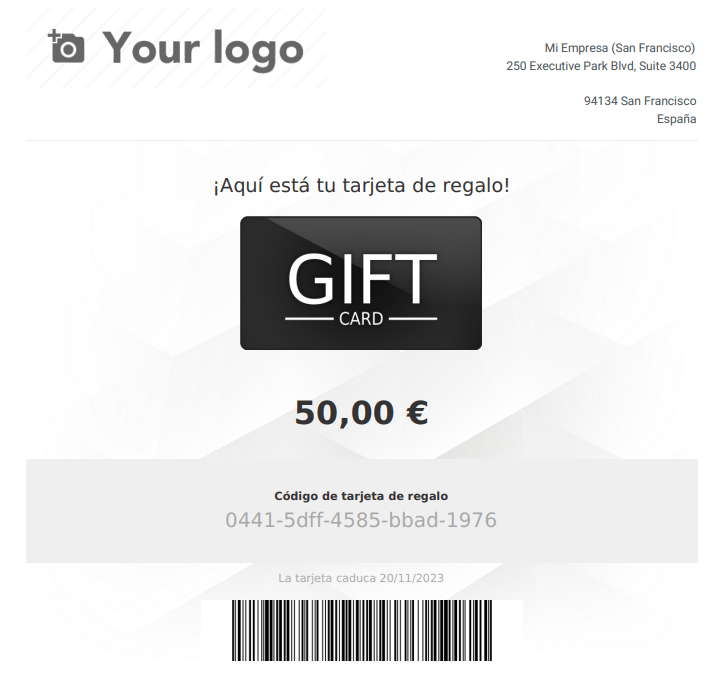 Your logo
Mi Empresa (San Francisco)
250 Executive Park Blvd, Suite 3400
94134 San Francisco
España
¡Aquí está tu tarjeta de regalo!
GIFT
CARD
50,00 €
Código de tarjeta de regalo
0441-5dff-4585-bbad-1976
La tarjeta caduca 20/11/2023